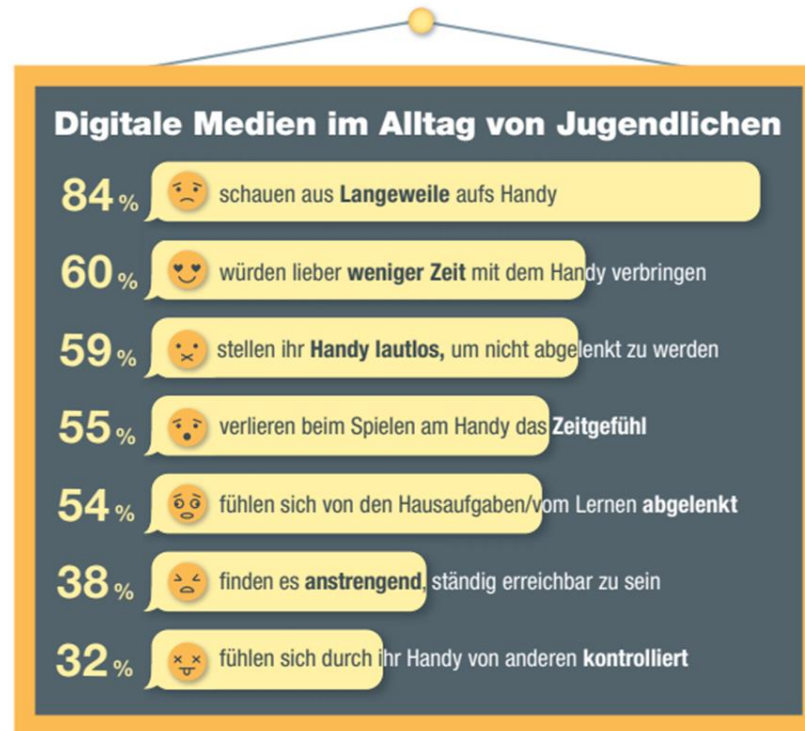 Digitale Medien im Alltag von Jugendlichen
84 % schauen aus Langeweile aufs Handy
60 % würden lieber weniger Zeit mit dem Handy verbringen
59 % stellen ihr Handy lautlos, um nicht abgelenkt zu werden
55 % verlieren beim Spielen am Handy das Zeitgefühl
54 % fühlen sich von den Hausaufgaben/vom Lernen abgelenkt
38 % finden es anstrengend, ständig erreichbar zu sein
32 % fühlen sich durch ihr Handy von anderen kontrolliert